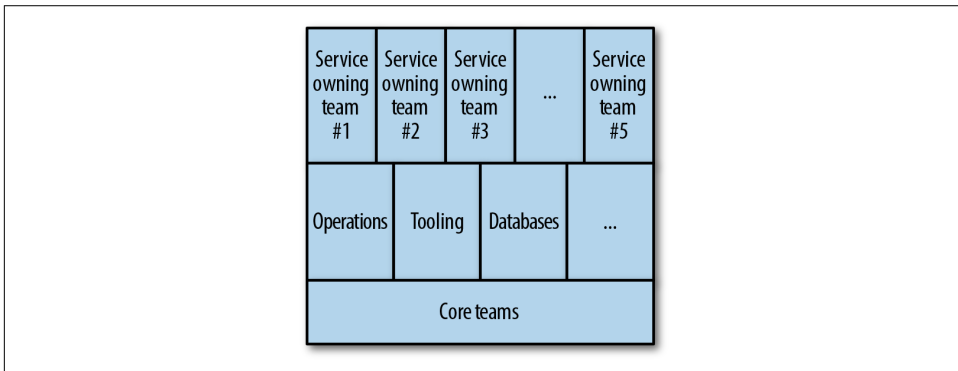 Service
owning
team
#1
Service
owning
team
#2
Service
owning
team
#3
...
Service
owning
team
#5
Operations
Tooling
Databases
...
Core teams